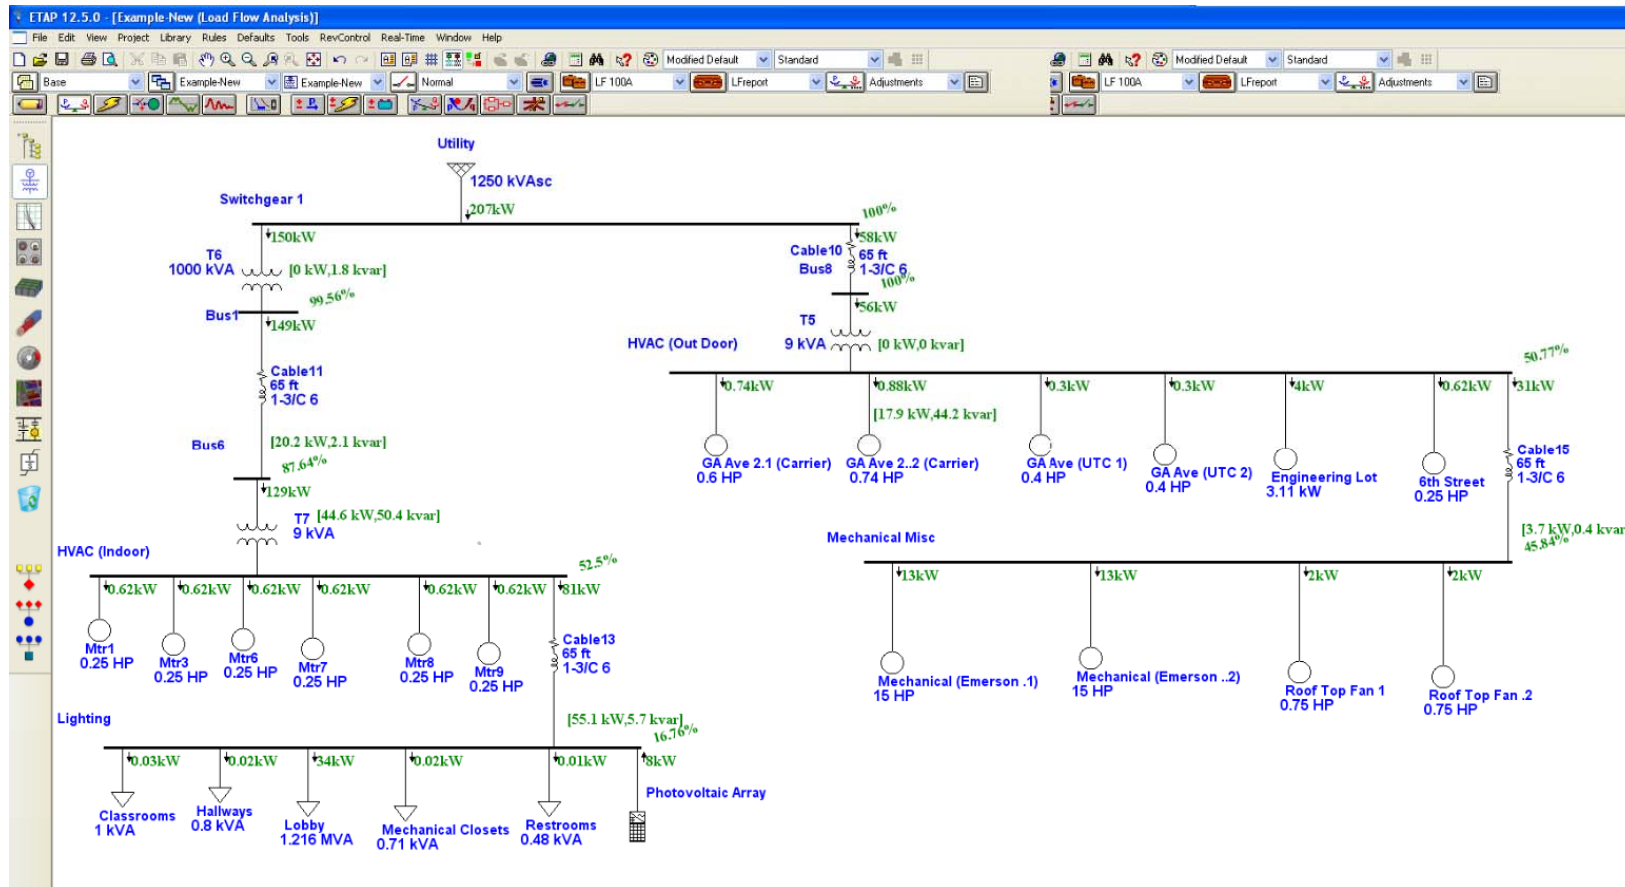 ETAP 12.5.0 - [Example-New (Load Flow Analysis)]
File Edit View Project Library Rules Defaults Tools RevControl Real-Time Window Help
Modified Default Standard Modified Default Standard
Base Example-New Example-New Normal LF 100A LFreport Adjustments LF 100A LFreport Adjustments
Utility
1250 kVAsc
Switchgear 1
207kW
100%
150kW
58kW
T6
1000 kVA
[0 kW,1.8 kvar]
Cable10
65 ft
1-3/C 6
Bus8
100%
99.56%
Bus1
149kW
56kW
T5
9 kVA
[0 kW,0 kvar]
HVAC (Out Door)
50.77%
Cable11
65 ft
1-3/C 6
0.74kW
0.88kW
0.3kW
0.3kW
4kW
0.62kW
31kW
[17.9 kW,44.2 kvar]
Bus6
[20.2 kW,2.1 kvar]
87.64%
129kW
GA Ave 2.1 (Carrier)
0.6 HP
GA Ave 2..2 (Carrier)
0.74 HP
GA Ave (UTC 1)
0.4 HP
GA Ave (UTC 2)
0.4 HP
Engineering Lot
3.11 kW
6th Street
0.25 HP
Cable15
65 ft
1-3/C 6
T7
9 kVA
[44.6 kW,50.4 kvar]
Mechanical Misc
[3.7 kW,0.4 kvar
45.84%
HVAC (Indoor)
52.5%
0.62kW
0.62kW
0.62kW
0.62kW
0.62kW
0.62kW
81kW
13kW
13kW
2kW
2kW
Mtr1
0.25 HP
Mtr3
0.25 HP
Mtr6
0.25 HP
Mtr7
0.25 HP
Mtr8
0.25 HP
Mtr9
0.25 HP
Cable13
65 ft
1-3/C 6
Mechanical (Emerson .1)
15 HP
Mechanical (Emerson ..2)
15 HP
Roof Top Fan 1
0.75 HP
Roof Top Fan .2
0.75 HP
Lighting
[55.1 kW,5.7 kvar]
16.76%
0.03kW
0.02kW
34kW
0.02kW
0.01kW
8kW
Classrooms
1 kVA
Hallways
0.8 kVA
Lobby
1.216 MVA
Mechanical Closets
0.71 kVA
Restrooms
0.48 kVA
Photovoltaic Array